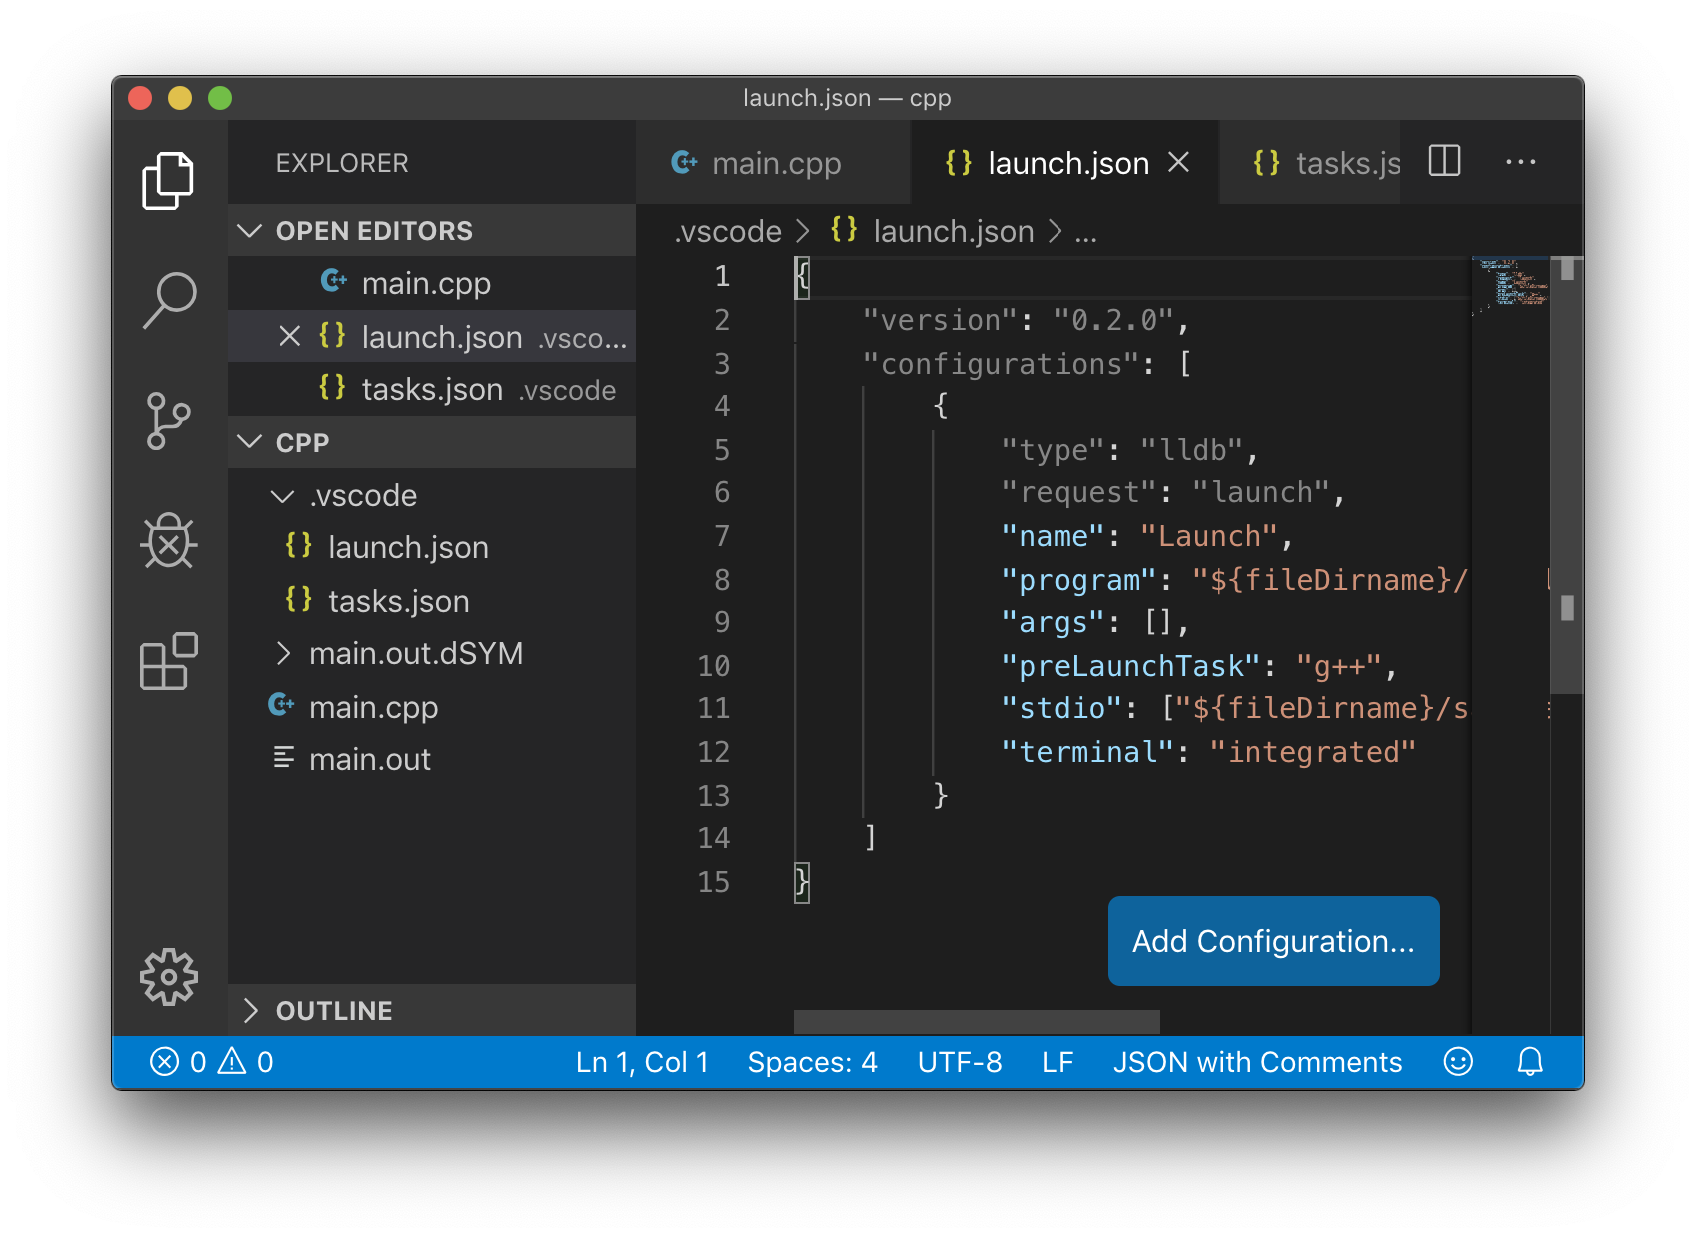 launch.json — cpp
EXPLORER
OPEN EDITORS
main.cpp
launch.json .vsco...
tasks.json .vscode
CPP
.vscode
launch.json
tasks.json
main.out.dSYM
main.cpp
main.out
OUTLINE
main.cpp
launch.json
tasks.js
.vscode > {} launch.json > ...
1 {
2 "version": "0.2.0",
3 "configurations": [
4 {
5 "type": "lldb",
6 "request": "launch",
7 "name": "Launch",
8 "program": "${fileDirname}/
9 "args": [],
10 "preLaunchTask": "g++",
11 "stdio": ["${fileDirname}/s
12 "terminal": "integrated"
13 }
14 ]
15 }
Add Configuration...
0 0 Ln 1, Col 1 Spaces: 4 UTF-8 LF JSON with Comments